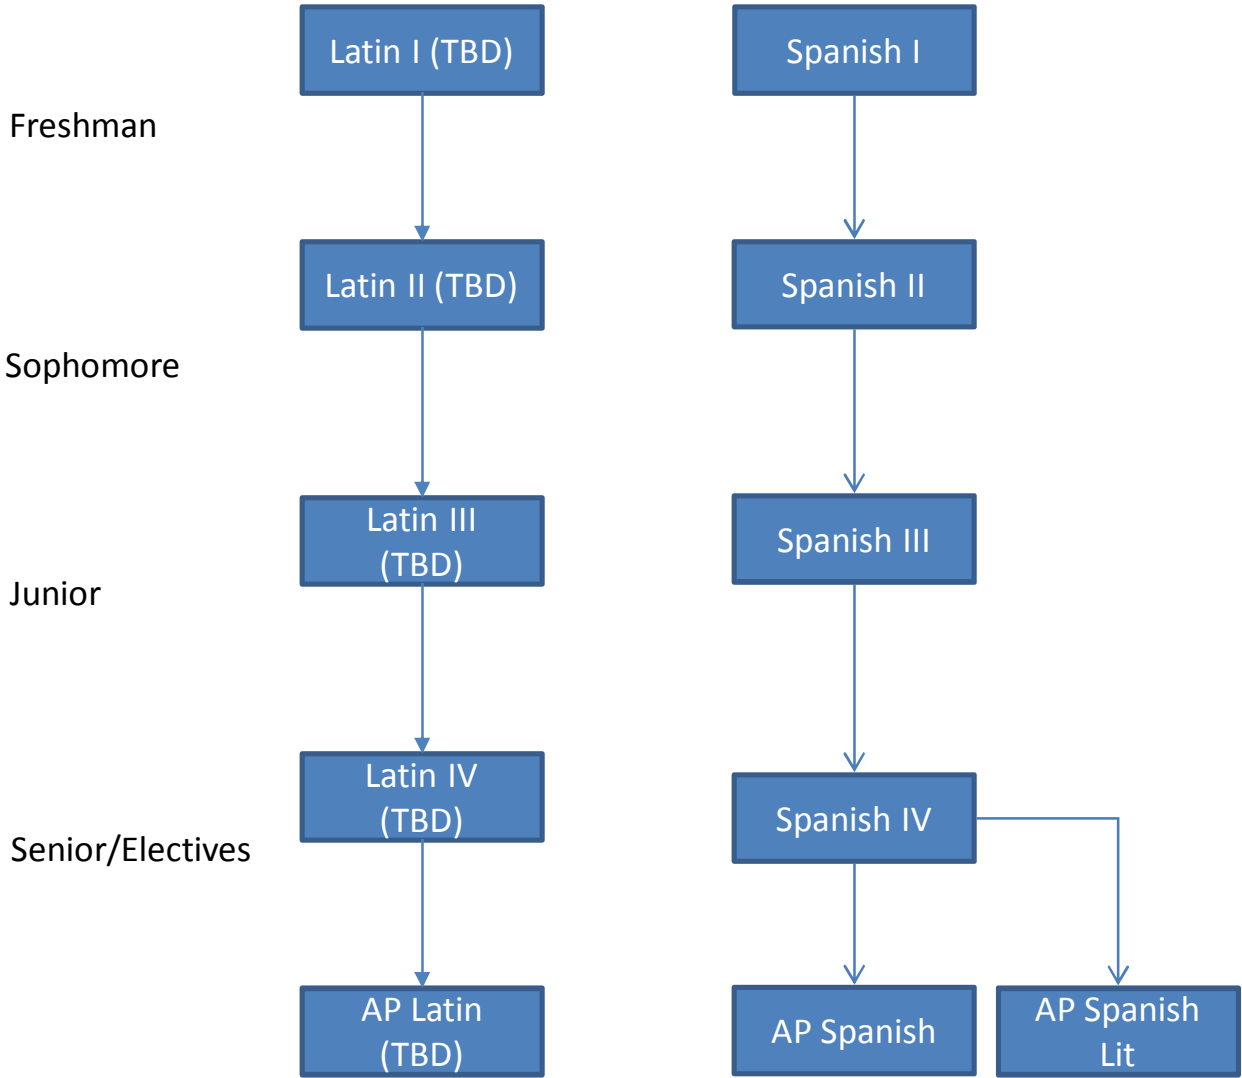 Latin I (TBD)
Spanish I
Freshman
Latin II (TBD)
Spanish II
Sophomore
Latin III
(TBD)
Spanish III
Junior
Latin IV
(TBD)
Spanish IV
Senior/Electives
AP Latin
(TBD)
AP Spanish
AP Spanish
Lit